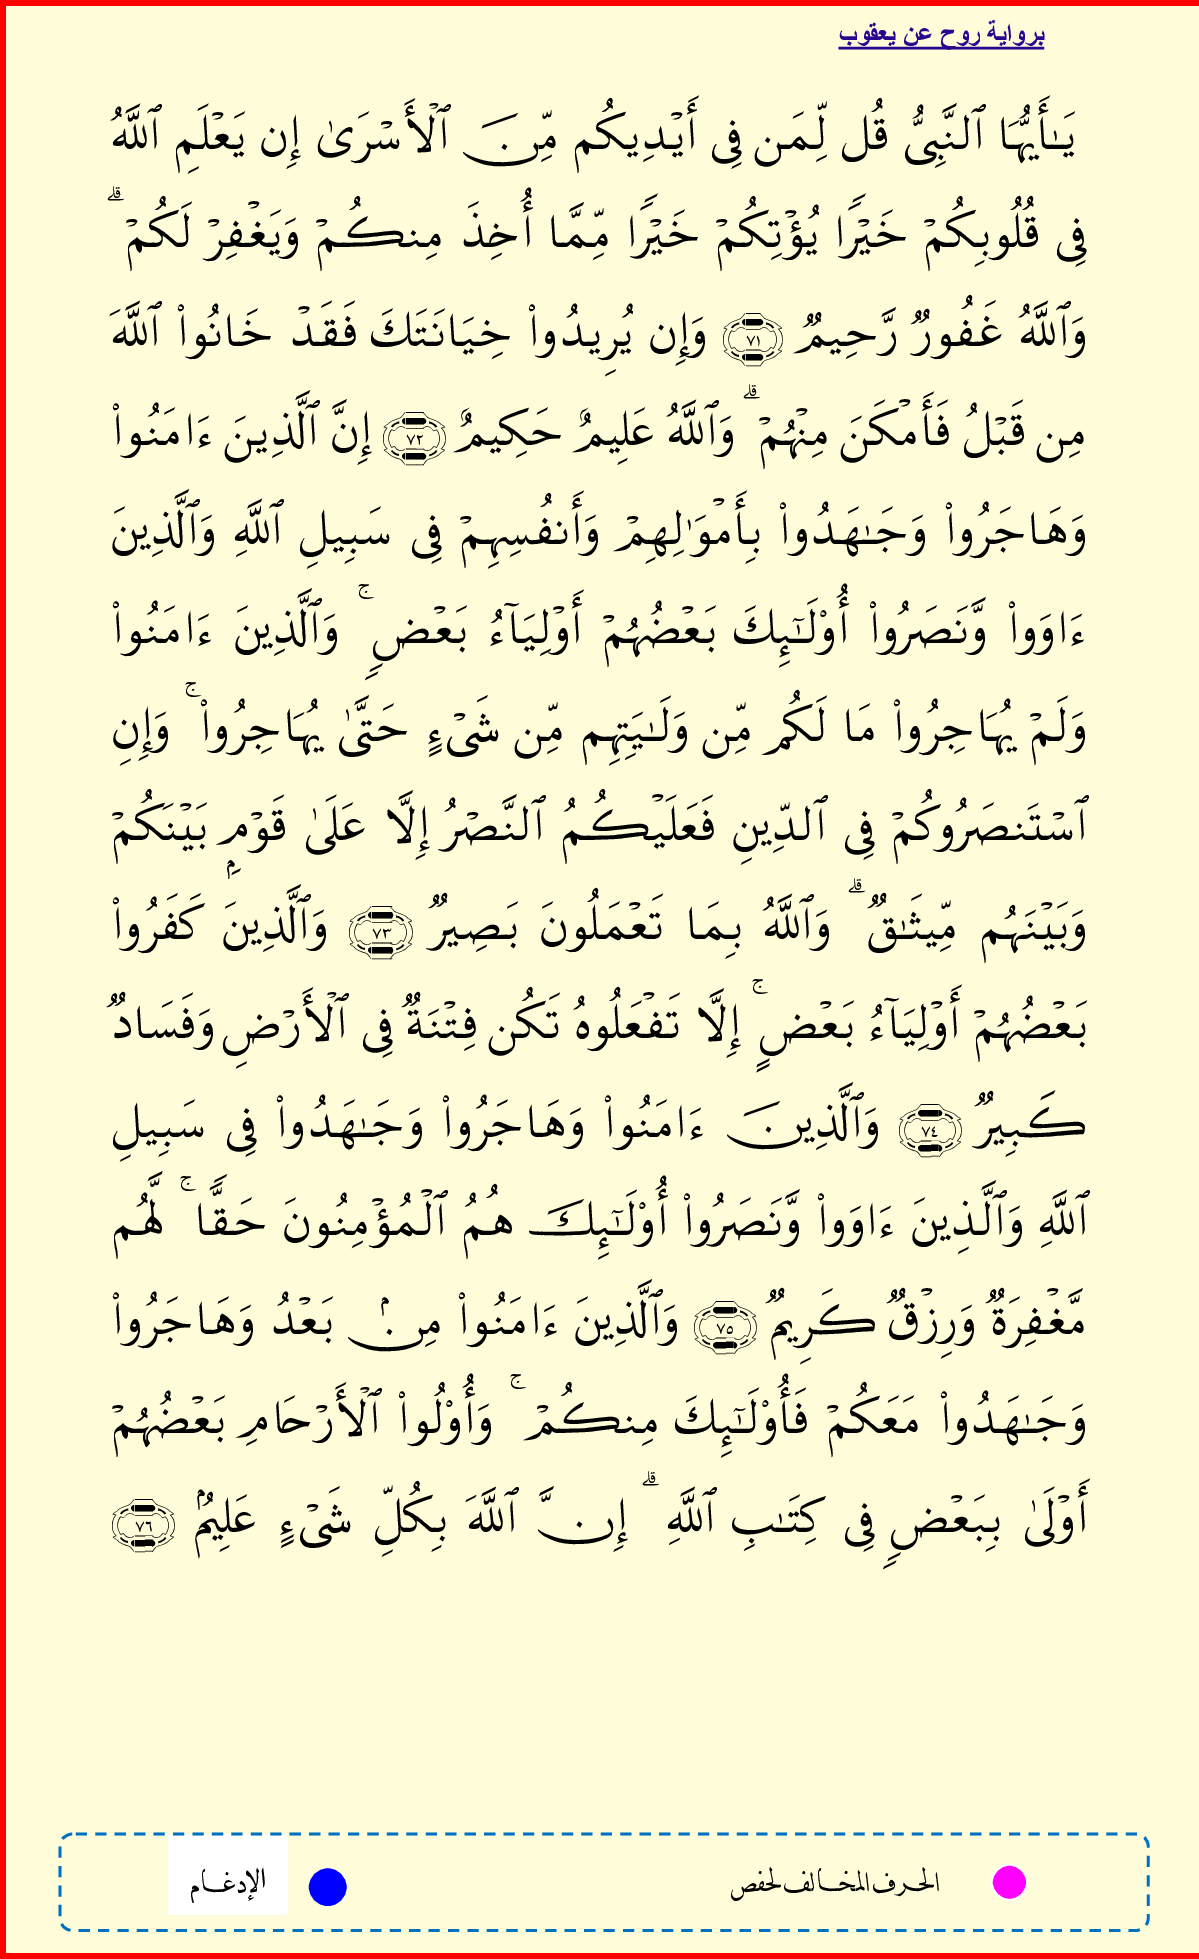 برواية روح عن يعقوب
يَـٰٓأَيُّهَا ٱلنَّبِىُّ قُل لِّمَن فِىٓ أَيۡدِيكُم مِّنَ ٱلۡأَسۡرَىٰٓ إِن يَعۡلَمِ ٱللَّهُ
فِى قُلُوبِكُمۡ خَيۡرًا يُؤۡتِكُمۡ خَيۡرًا مِّمَّآ أُخِذَ مِنكُمۡ وَيَغۡفِرۡ لَكُمۡۗ
وَٱللَّهُ غَفُورٌ رَّحِيمٌ ٧١ وَإِن يُرِيدُواْ خِيَانَتَكَ فَقَدۡ خَانُواْ ٱللَّهَ
مِن قَبۡلُ فَأَمۡكَنَ مِنۡهُمۡۗ وَٱللَّهُ عَلِيمٌ حَكِيمٌ ٧٢ إِنَّ ٱلَّذِينَ ءَامَنُواْ
وَهَاجَرُواْ وَجَـٰهَدُواْ بِأَمۡوَٰلِهِمۡ وَأَنفُسِهِمۡ فِى سَبِيلِ ٱللَّهِ وَٱلَّذِينَ
ءَاوَواْ وَّنَصَرُوٓاْ أُوْلَـٰٓئِكَ بَعۡضُهُمۡ أَوۡلِيَآءُ بَعۡضٍۚ وَٱلَّذِينَ ءَامَنُواْ
وَلَمۡ يُهَاجِرُواْ مَا لَكُم مِّن وَلَـٰيَتِهِم مِّن شَىۡءٍ حَتَّىٰ يُهَاجِرُواْۚ وَإِنِ
ٱسۡتَنصَرُوكُمۡ فِى ٱلدِّينِ فَعَلَيۡكُمُ ٱلنَّصۡرُ إِلَّا عَلَىٰ قَوۡمِۭ بَيۡنَكُمۡ
وَبَيۡنَهُم مِّيثَـٰقٌۗ وَٱللَّهُ بِمَا تَعۡمَلُونَ بَصِيرٌ ٧٣ وَٱلَّذِينَ كَفَرُواْ
بَعۡضُهُمۡ أَوۡلِيَآءُ بَعۡضٍۚ إِلَّا تَفۡعَلُوهُ تَكُن فِتۡنَةٌ فِى ٱلۡأَرۡضِ وَفَسَادٌ
كَبِيرٌ ٧٤ وَٱلَّذِينَ ءَامَنُواْ وَهَاجَرُواْ وَجَـٰهَدُواْ فِى سَبِيلِ
ٱللَّهِ وَٱلَّذِينَ ءَاوَواْ وَّنَصَرُوٓاْ أُوْلَـٰٓئِكَ هُمُ ٱلۡمُؤۡمِنُونَ حَقًّاۚ لَّهُم
مَّغۡفِرَةٌ وَرِزۡقٌ كَرِيمٌ ٧٥ وَٱلَّذِينَ ءَامَنُواْ مِنۢ بَعۡدُ وَهَاجَرُواْ
وَجَـٰهَدُواْ مَعَكُمۡ فَأُوْلَـٰٓئِكَ مِنكُمۡۚ وَأُوْلُواْ ٱلۡأَرۡحَامِ بَعۡضُهُمۡ
أَوۡلَىٰ بِبَعۡضٍ فِى كِتَـٰبِ ٱللَّهِۗ إِنَّ ٱللَّهَ بِكُلِّ شَىۡءٍ عَلِيمُۢ ٧٦
الحرف المخالف لحفص
الإدغام